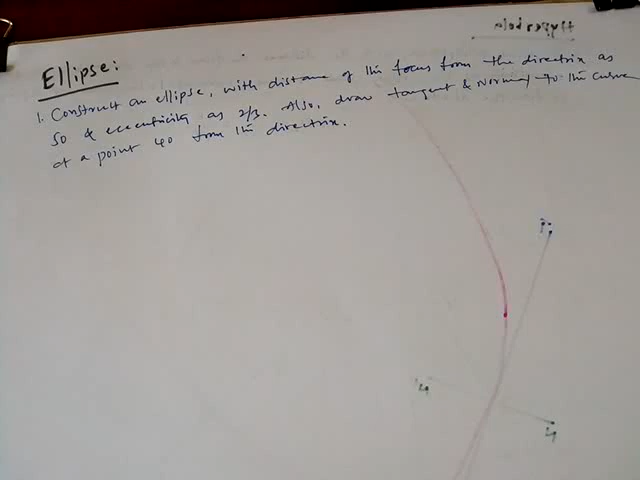 Ellipse:
1. Construct an ellipse, with distance of the focus from the directrix as
50 & eccentricity as 2/3. Also, draw tangent & Normal to the curve
at a point 40 from the directrix.
Hyperbola